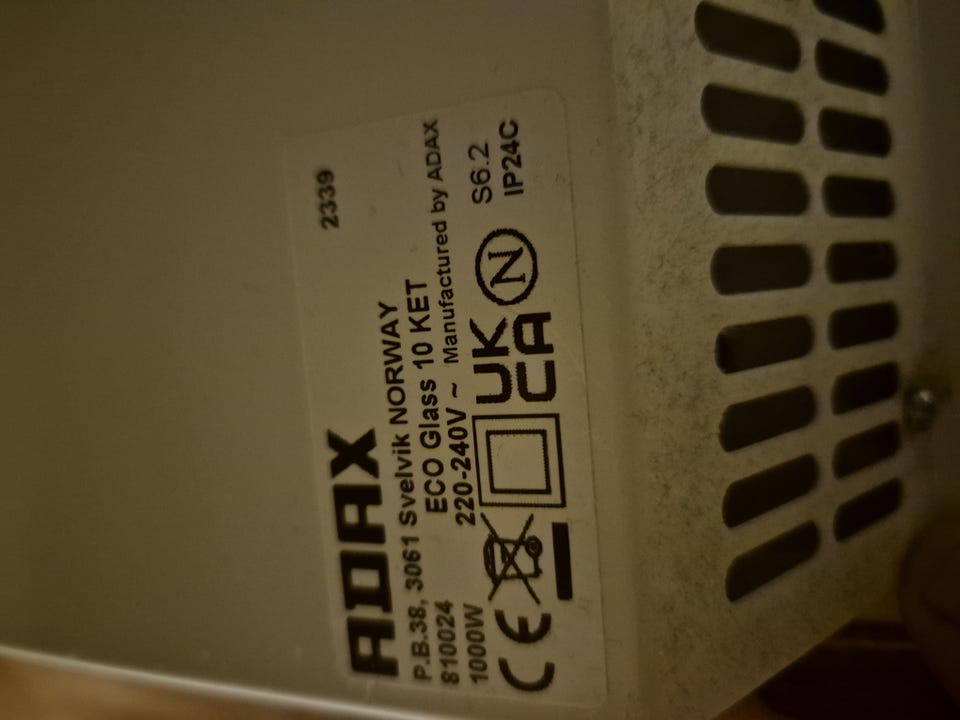 ADAX 2339
P.B.38, 3061 Svelvik NORWAY
810024 ECO Glass 10 KET
1000W 220-240V ~ Manufactured by ADAX
CE UK CA N S6.2
IP24C